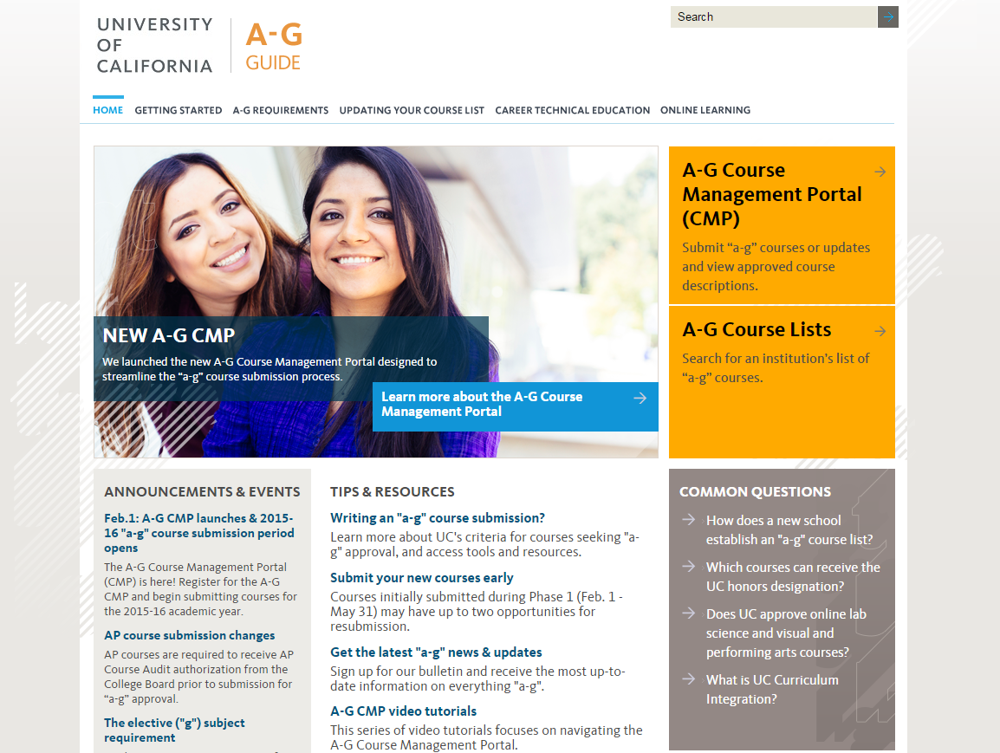 UNIVERSITY
OF
CALIFORNIA
A-G
GUIDE
Search
HOME GETTING STARTED A-G REQUIREMENTS UPDATING YOUR COURSE LIST CAREER TECHNICAL EDUCATION ONLINE LEARNING
NEW A-G CMP
We launched the new A-G Course Management Portal designed to
streamline the “a-g” course submission process.
Learn more about the A-G Course
Management Portal
A-G Course
Management Portal
(CMP)
Submit “a-g” courses or updates
and view approved course
descriptions.
A-G Course Lists
Search for an institution's list of
“a-g” courses.
ANNOUNCEMENTS & EVENTS
Feb.1: A-G CMP launches & 2015-
16 "a-g" course submission period
opens
The A-G Course Management Portal
(CMP) is here! Register for the A-G
CMP and begin submitting courses for
the 2015-16 academic year.
AP course submission changes
AP courses are required to receive AP
Course Audit authorization from the
College Board prior to submission for
“a-g” approval.
The elective ("g") subject
requirement
TIPS & RESOURCES
Writing an "a-g" course submission?
Learn more about UC's criteria for courses seeking "a-
g" approval, and access tools and resources.
Submit your new courses early
Courses initially submitted during Phase 1 (Feb. 1 -
May 31) may have up to two opportunities for
resubmission.
Get the latest "a-g" news & updates
Sign up for our bulletin and receive the most up-to-
date information on everything "a-g".
A-G CMP video tutorials
This series of video tutorials focuses on navigating the
A-G Course Management Portal.
COMMON QUESTIONS
How does a new school
establish an "a-g" course list?
Which courses can receive the
UC honors designation?
Does UC approve online lab
science and visual and
performing arts courses?
What is UC Curriculum
Integration?